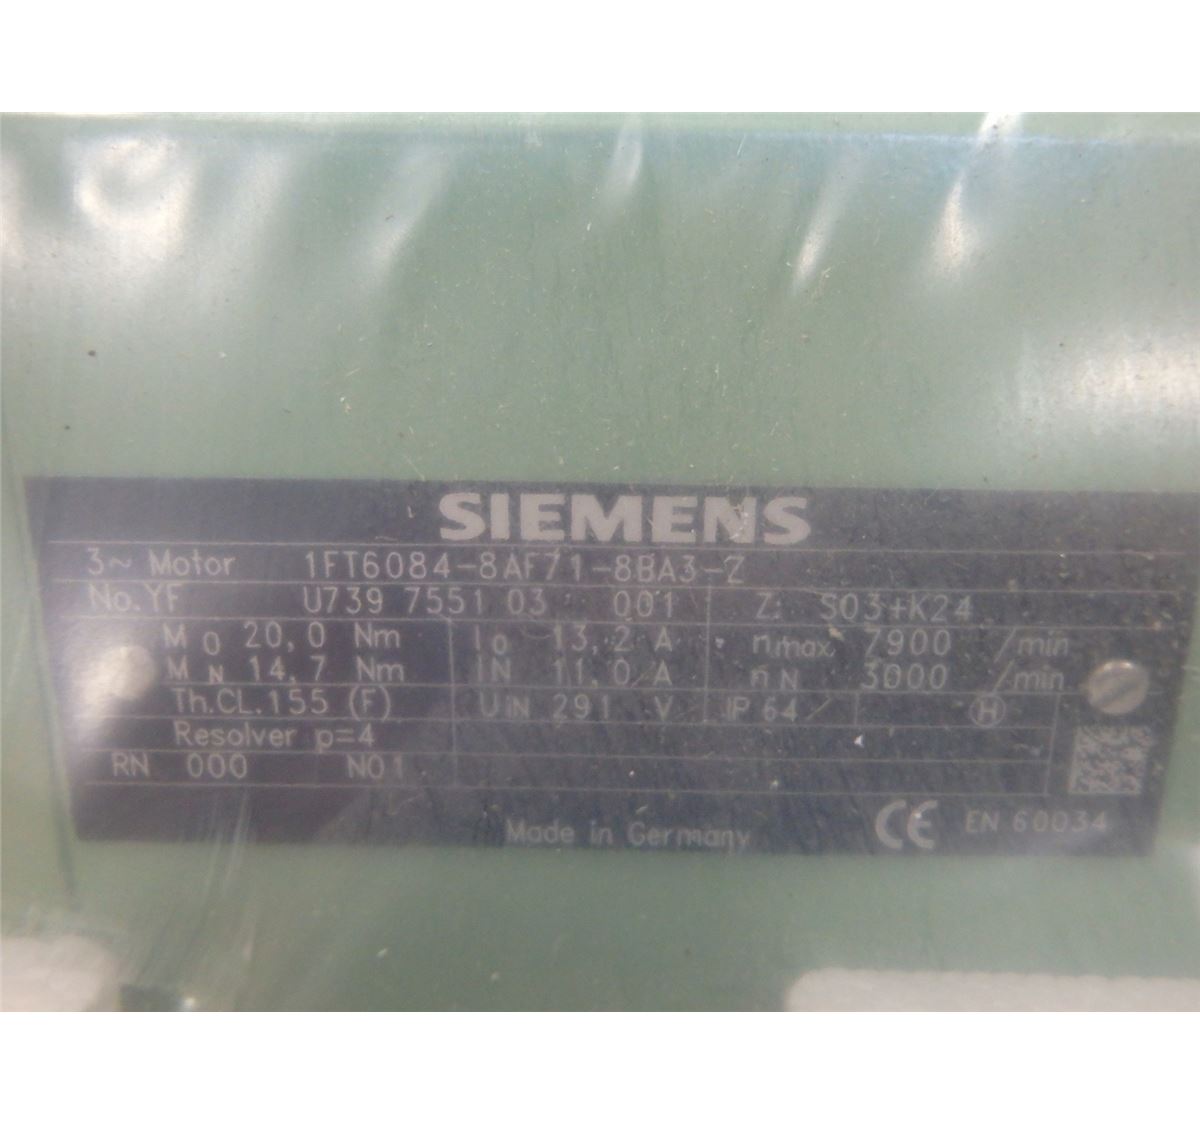 SIEMENS
3~ Motor 1FT6084-8AF71-8BA3-Z
No.YF U739 7551 03 001 Z: S03+K24
M0 20,0 Nm I0 13,2 A nmax 7900 /min
MN 14,7 Nm IN 11,0 A nN 3000 /min
Th.CL.155 (F) UIN 291 V IP 64 H
Resolver p=4
RN 000 N01
Made in Germany CE EN 60034